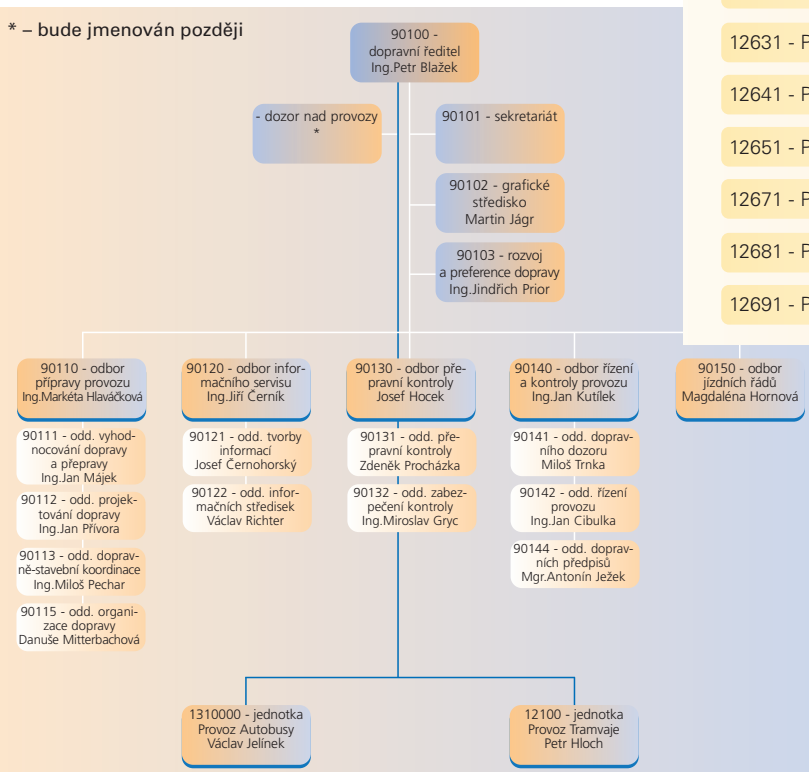 * – bude jmenován později
90100 -
dopravní ředitel
Ing.Petr Blažek
- dozor nad provozy
*
90101 - sekretariát
90102 - grafické
středisko
Martin Jágr
90103 - rozvoj
a preference dopravy
Ing.Jindřich Prior
12631 - P
12641 - P
12651 - P
12671 - P
12681 - P
12691 - P
90110 - odbor
přípravy provozu
Ing.Markéta Hlaváčková
90111 - odd. vyhod-
nocování dopravy
a přepravy
Ing.Jan Májek
90112 - odd. projek-
tování dopravy
Ing.Jan Přívora
90113 - odd. doprav-
ně-stavební koordinace
Ing.Miloš Pechar
90115 - odd. organi-
zace dopravy
Danuše Mitterbachová
90120 - odbor infor-
mačního servisu
Ing.Jiří Černík
90121 - odd. tvorby
informací
Josef Černohorský
90122 - odd. infor-
mačních středisek
Václav Richter
90130 - odbor pře-
pravní kontroly
Josef Hocek
90131 - odd. pře-
pravní kontroly
Zdeněk Procházka
90132 - odd. zabez-
pečení kontroly
Ing.Miroslav Gryc
90140 - odbor řízení
a kontroly provozu
Ing.Jan Kutílek
90141 - odd. doprav-
ního dozoru
Miloš Trnka
90142 - odd. řízení
provozu
Ing.Jan Cibulka
90144 - odd. doprav-
ních předpisů
Mgr.Antonín Ježek
90150 - odbor
jízdních řádů
Magdaléna Hornová
1310000 - jednotka
Provoz Autobusy
Václav Jelínek
12100 - jednotka
Provoz Tramvaje
Petr Hloch